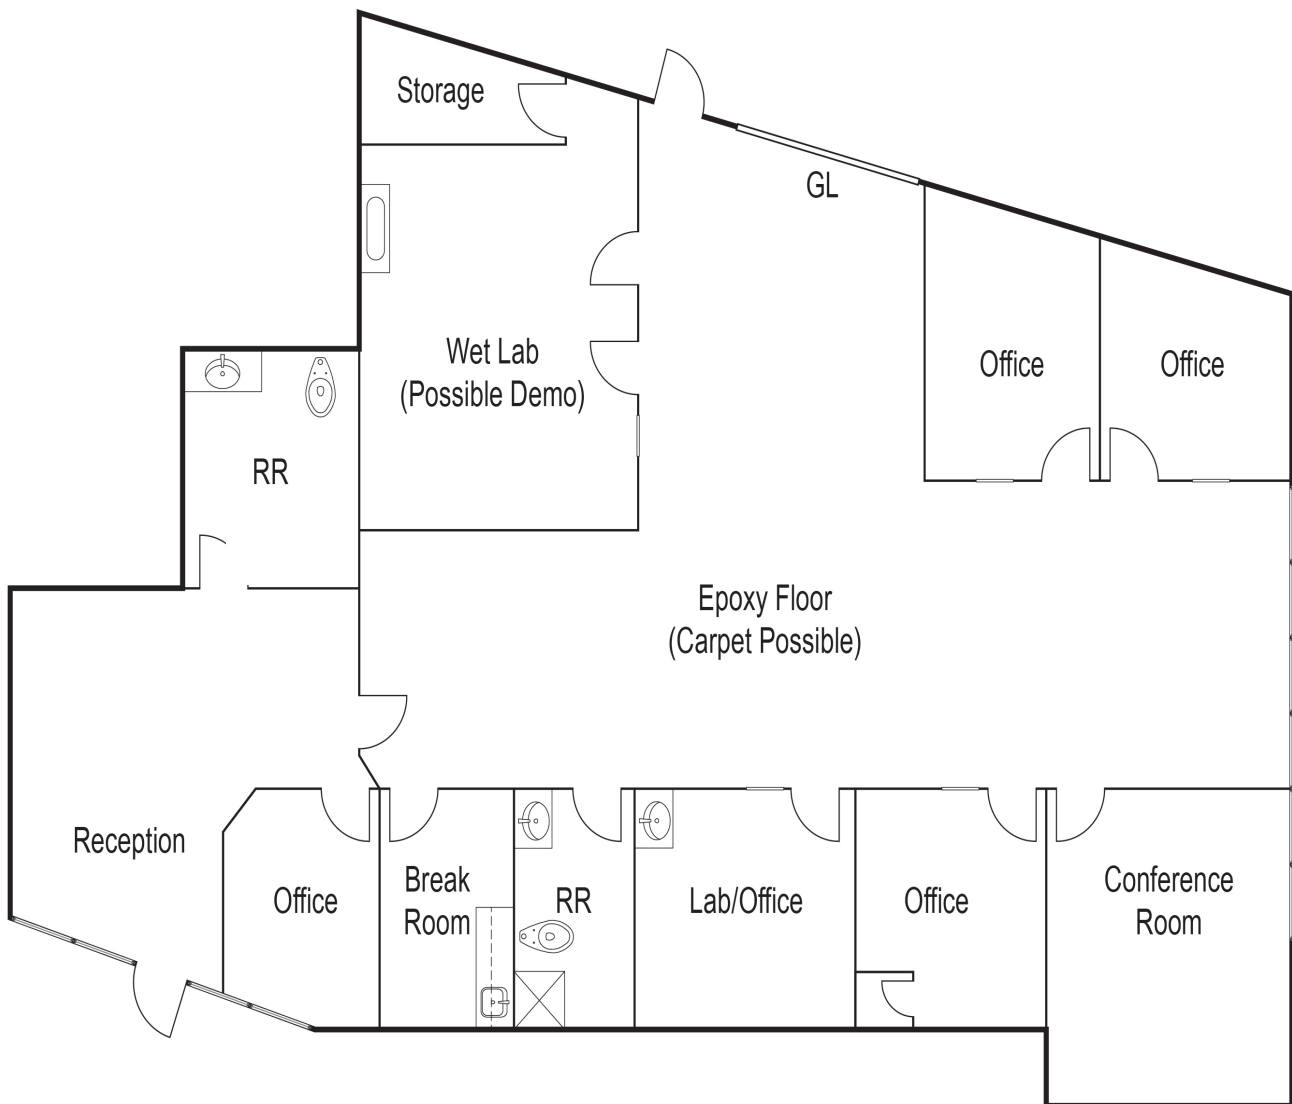 Storage
GL
Wet Lab
(Possible Demo)
Office
Office
RR
Epoxy Floor
(Carpet Possible)
Reception
Office
Break
Room
RR
Lab/Office
Office
Conference
Room